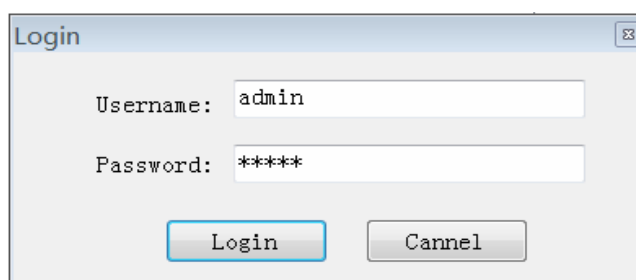 Login
Username: admin
Password: *****
Login Cannel